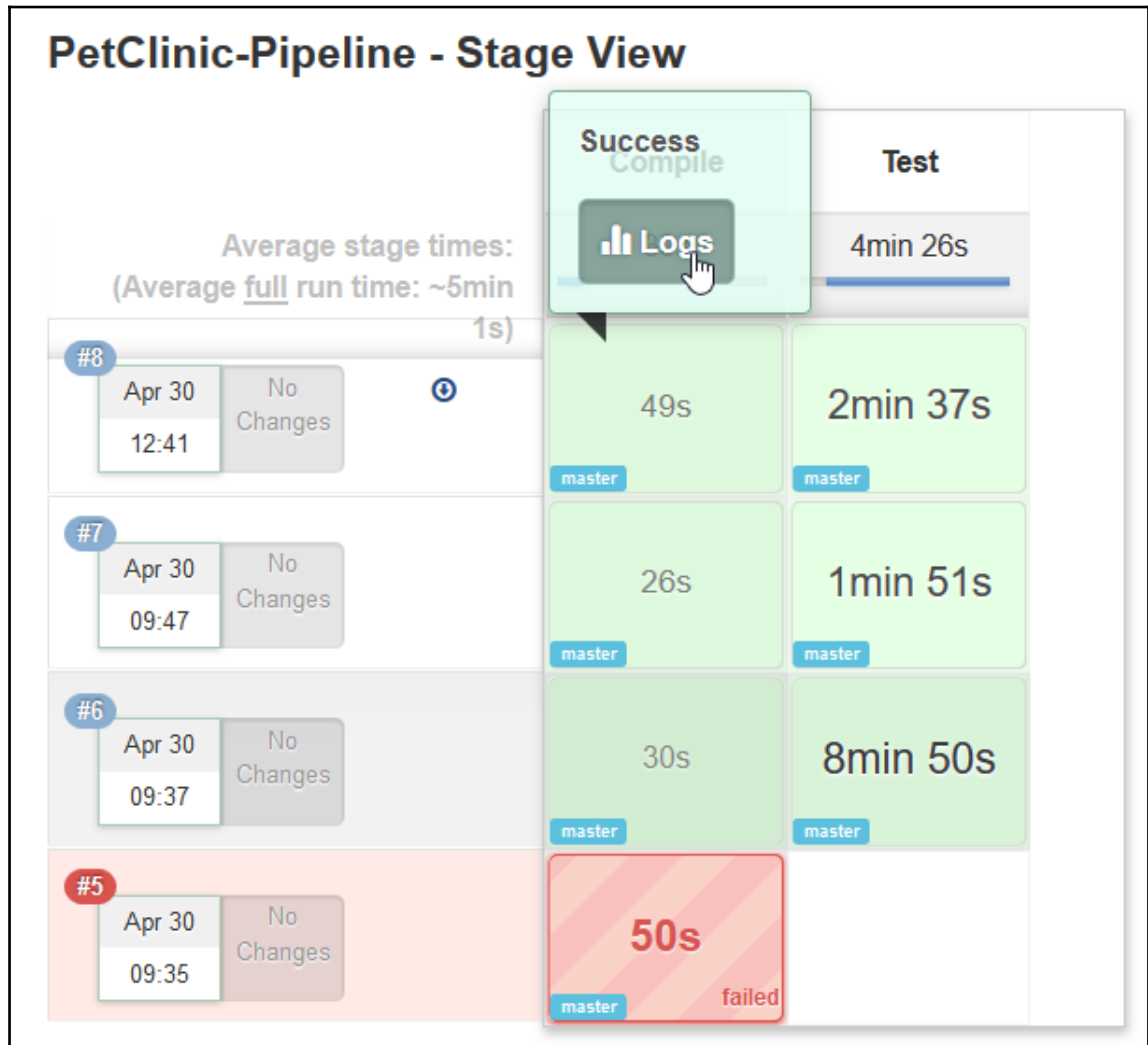 PetClinic-Pipeline - Stage View
Success
Compile
Test
Logs
4min 26s
Average stage times:
(Average full run time: ~5min
1s)
#8
Apr 30
12:41
No
Changes
49s
master
2min 37s
master
#7
Apr 30
09:47
No
Changes
26s
master
1min 51s
master
#6
Apr 30
09:37
No
Changes
30s
master
8min 50s
master
#5
Apr 30
09:35
No
Changes
50s
master
failed